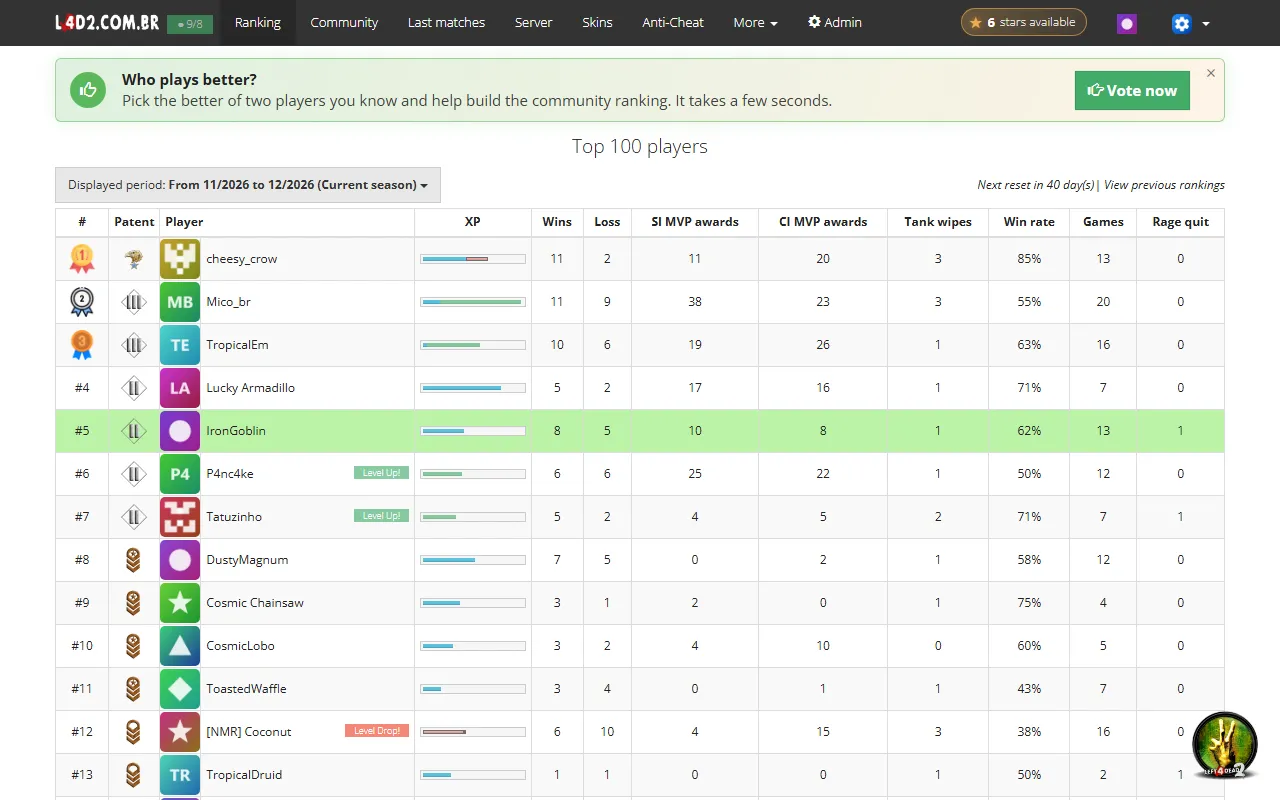 L4D2.COM.BR 9/8 Ranking Community Last matches Server Skins Anti-Cheat More Admin 6 stars available
Who plays better?
Pick the better of two players you know and help build the community ranking. It takes a few seconds.
Vote now
×
Top 100 players
Displayed period: From 11/2026 to 12/2026 (Current season)
Next reset in 40 day(s) | View previous rankings
# Patent Player XP Wins Loss SI MVP awards CI MVP awards Tank wipes Win rate Games Rage quit
1 cheesy_crow 11 2 11 20 3 85% 13 0
2 MB Mico_br 11 9 38 23 3 55% 20 0
3 TE TropicalEm 10 6 19 26 1 63% 16 0
#4 LA Lucky Armadillo 5 2 17 16 1 71% 7 0
#5 IronGoblin 8 5 10 8 1 62% 13 1
#6 P4 P4nc4ke Level Up! 6 6 25 22 1 50% 12 0
#7 Tatuzinho Level Up! 5 2 4 5 2 71% 7 1
#8 DustyMagnum 7 5 0 2 1 58% 12 0
#9 Cosmic Chainsaw 3 1 2 0 1 75% 4 0
#10 CosmicLobo 3 2 4 10 0 60% 5 0
#11 ToastedWaffle 3 4 0 1 1 43% 7 0
#12 [NMR] Coconut Level Drop! 6 10 4 15 3 38% 16 0
#13 TR TropicalDruid 1 1 0 0 1 50% 2 1
LEFT 4 DEAD 2